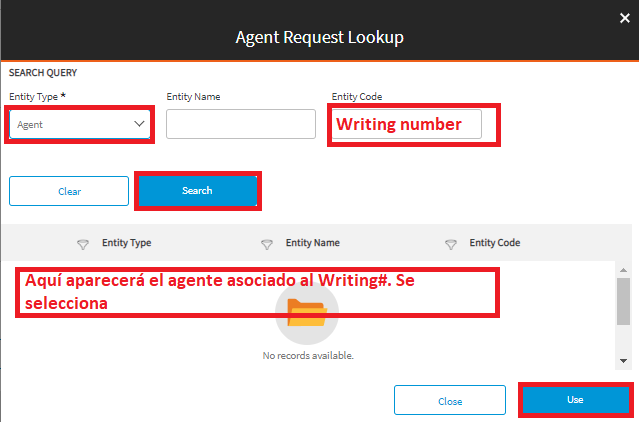 Agent Request Lookup
SEARCH QUERY
Entity Type *
Entity Name
Entity Code
Agent
Writing number
Clear
Search
Entity Type
Entity Name
Entity Code
Aquí aparecerá el agente asociado al Writing#. Se
selecciona
No records available.
Close
Use